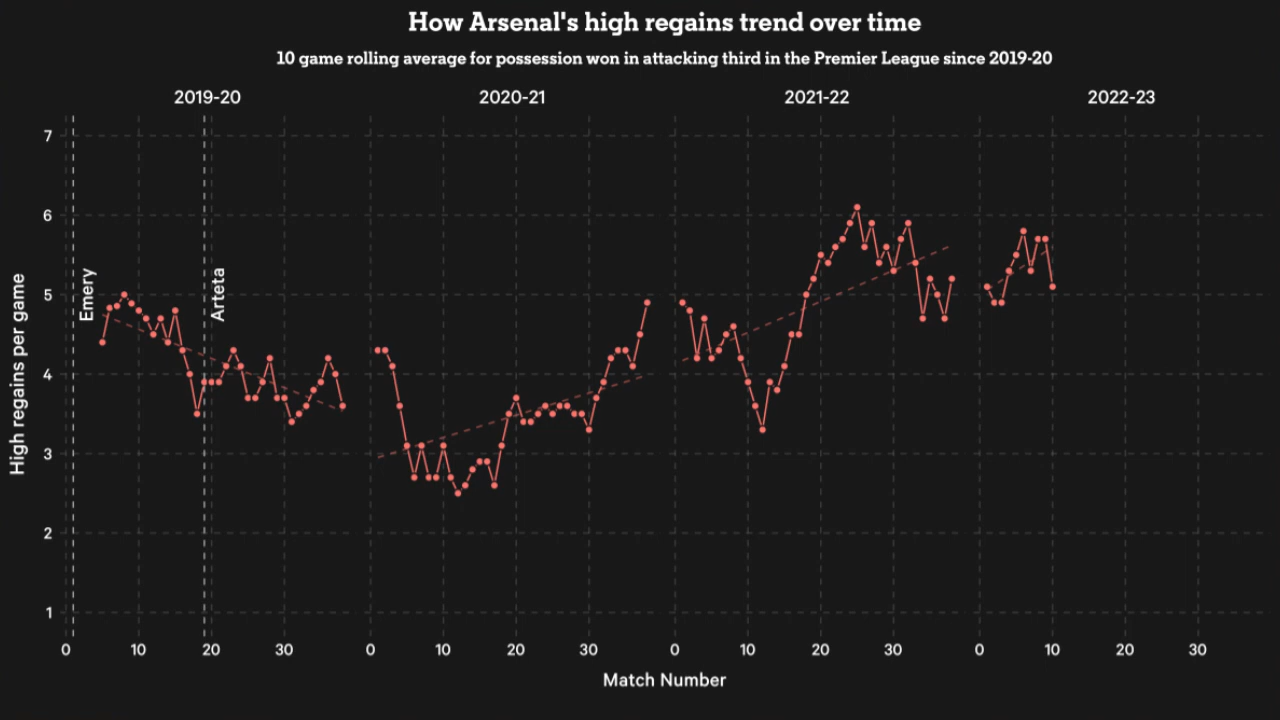 How Arsenal's high regains trend over time
10 game rolling average for possession won in attacking third in the Premier League since 2019-20
2019-20 2020-21 2021-22 2022-23
High regains per game
7
6
5
4
3
2
1
Emery
Arteta
0 10 20 30 0 10 20 30 0 10 20 30 0 10 20 30
Match Number